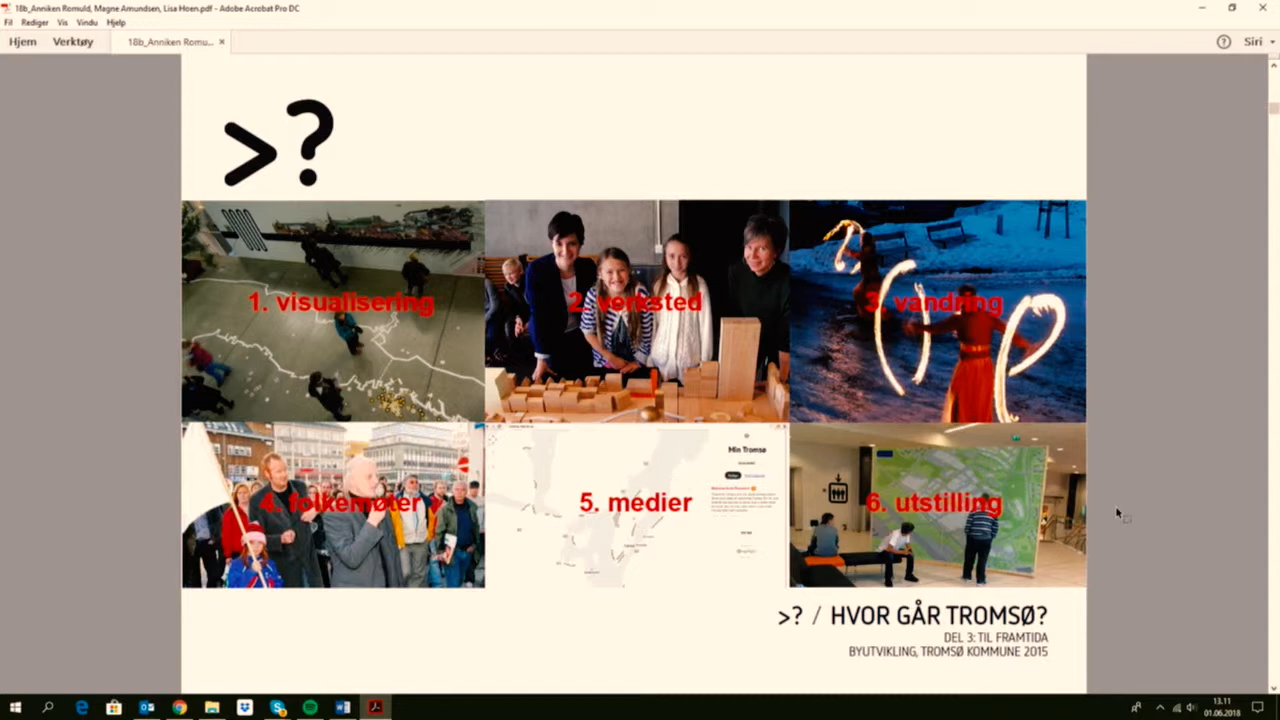 18b_Anniken Romuld, Magne Amundsen, Lisa Hoen.pdf - Adobe Acrobat Pro DC
Fil Rediger Vis Vindu Hjelp
Hjem Verktøy 18b_Anniken Romu... × Siri
>?
1. visualisering
2. verksted
3. vandring
4. folkemøter
5. medier
Min Tromsø
6. utstilling
>? / HVOR GÅR TROMSØ?
DEL 3: TIL FRAMTIDA
BYUTVIKLING, TROMSØ KOMMUNE 2015
13.11
01.06.2018